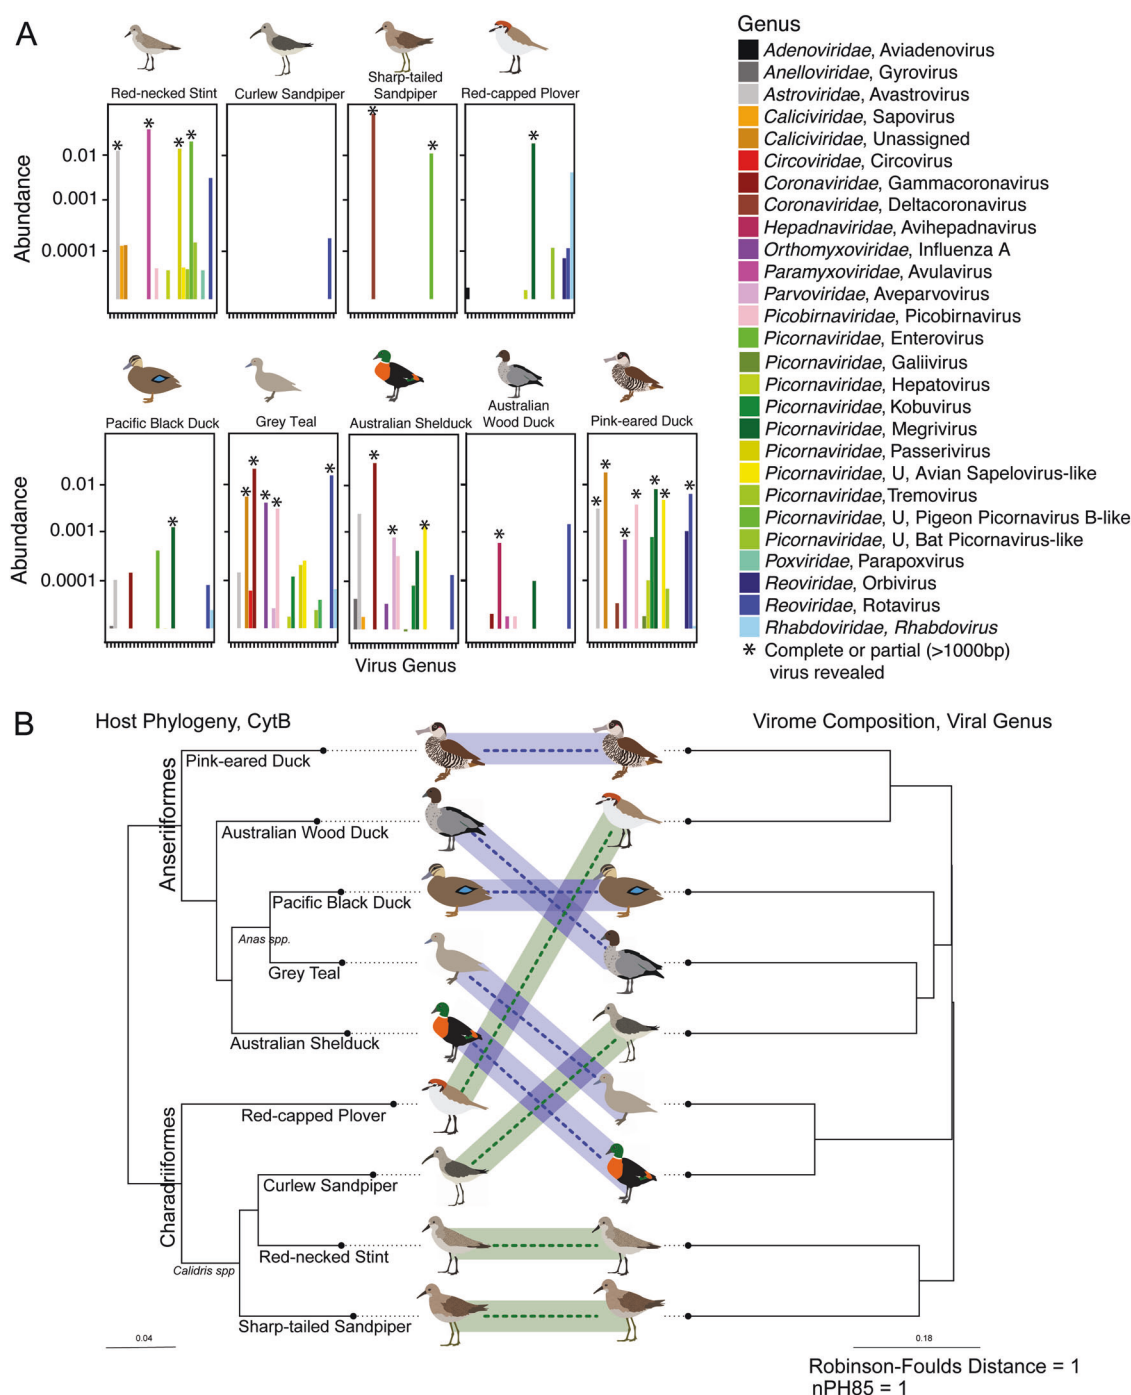 A
Red-necked Stint
Curlew Sandpiper
Sharp-tailed
Sandpiper
Red-capped Plover
Abundance
0.01
0.001
0.0001
* * * *
* *
*
Pacific Black Duck
Grey Teal
Australian Shelduck
Australian
Wood Duck
Pink-eared Duck
Abundance
0.01
0.001
0.0001
*
* * * * *
* * *
*
* * * * * * *
Virus Genus
Genus
Adenoviridae, Aviadenovirus
Anelloviridae, Gyrovirus
Astroviridae, Avastrovirus
Caliciviridae, Sapovirus
Caliciviridae, Unassigned
Circoviridae, Circovirus
Coronaviridae, Gammacoronavirus
Coronaviridae, Deltacoronavirus
Hepadnaviridae, Avihepadnavirus
Orthomyxoviridae, Influenza A
Paramyxoviridae, Avulavirus
Parvoviridae, Aveparvovirus
Picobirnaviridae, Picobirnavirus
Picornaviridae, Enterovirus
Picornaviridae, Galiivirus
Picornaviridae, Hepatovirus
Picornaviridae, Kobuvirus
Picornaviridae, Megrivirus
Picornaviridae, Passerivirus
Picornaviridae, U, Avian Sapelovirus-like
Picornaviridae,Tremovirus
Picornaviridae, U, Pigeon Picornavirus B-like
Picornaviridae, U, Bat Picornavirus-like
Poxviridae, Parapoxvirus
Reoviridae, Orbivirus
Reoviridae, Rotavirus
Rhabdoviridae, Rhabdovirus
* Complete or partial (>1000bp)
virus revealed
B
Host Phylogeny, CytB
Virome Composition, Viral Genus
Anseriiformes
Pink-eared Duck
Australian Wood Duck
Pacific Black Duck
Anas spp.
Grey Teal
Australian Shelduck
Charadriiformes
Red-capped Plover
Curlew Sandpiper
Red-necked Stint
Calidris spp
Sharp-tailed Sandpiper
0.04
0.18
Robinson-Foulds Distance = 1
nPH85 = 1